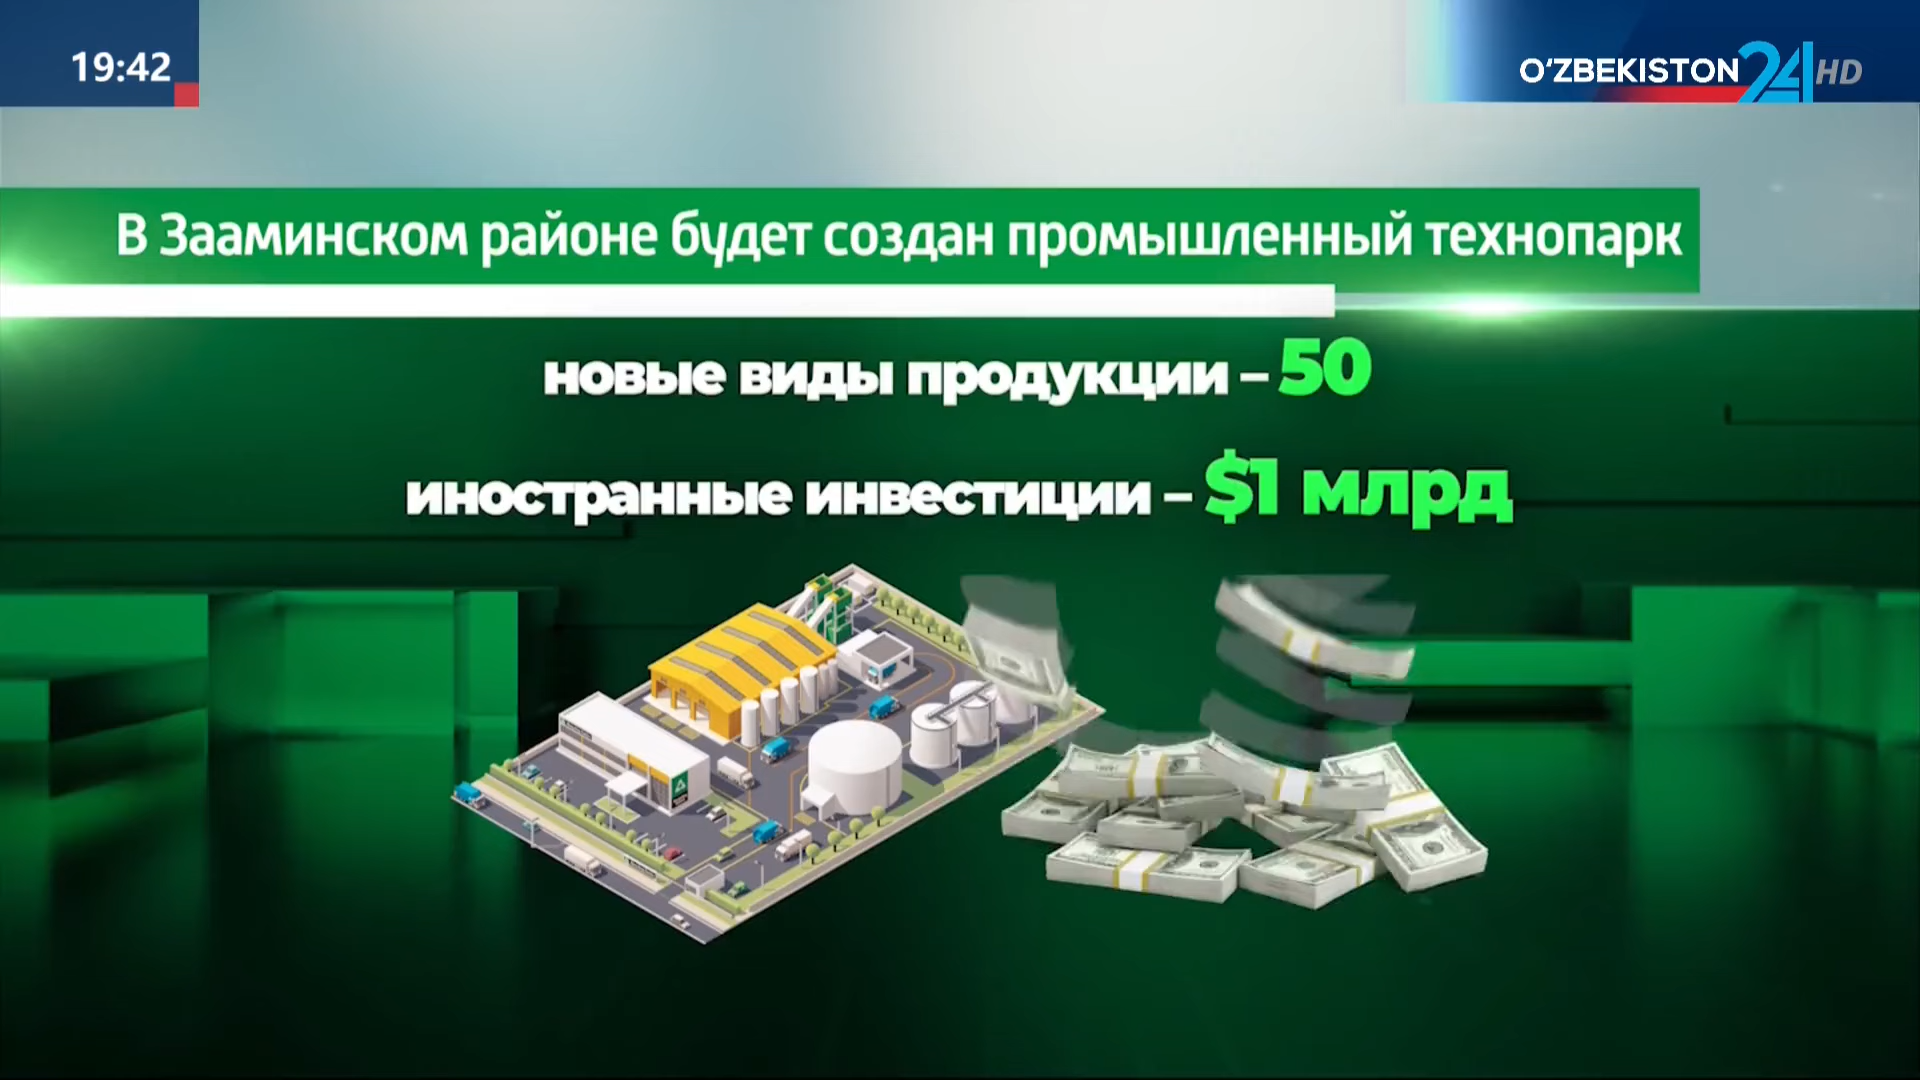 19:42
O‘ZBEKISTON 24 HD
В Зааминском районе будет создан промышленный технопарк
новые виды продукции – 50
иностранные инвестиции – $1 млрд